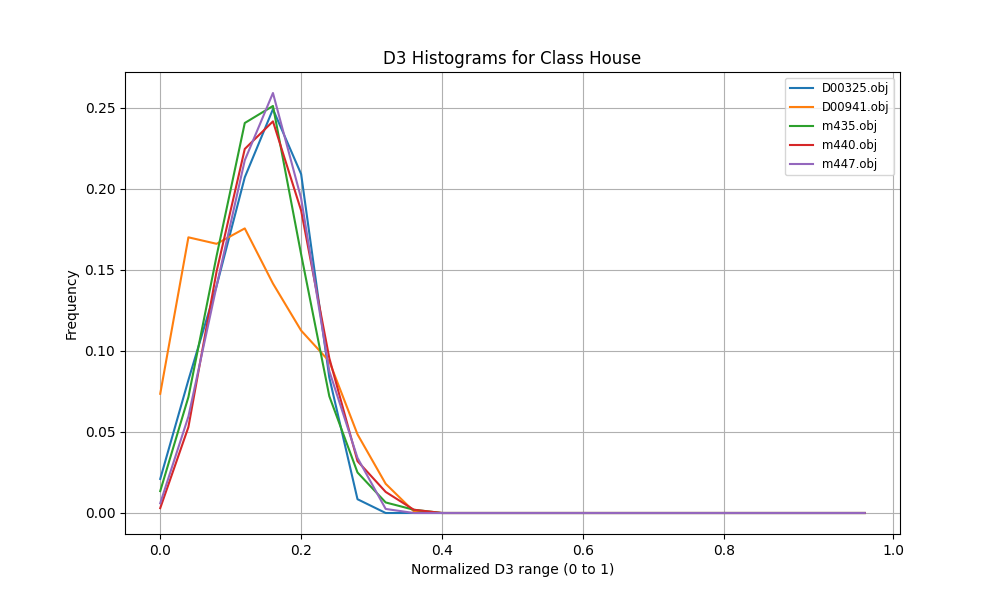 D3 Histograms for Class House
D00325.obj
D00941.obj
m435.obj
m440.obj
m447.obj
Frequency
0.25
0.20
0.15
0.10
0.05
0.00
0.0 0.2 0.4 0.6 0.8 1.0
Normalized D3 range (0 to 1)